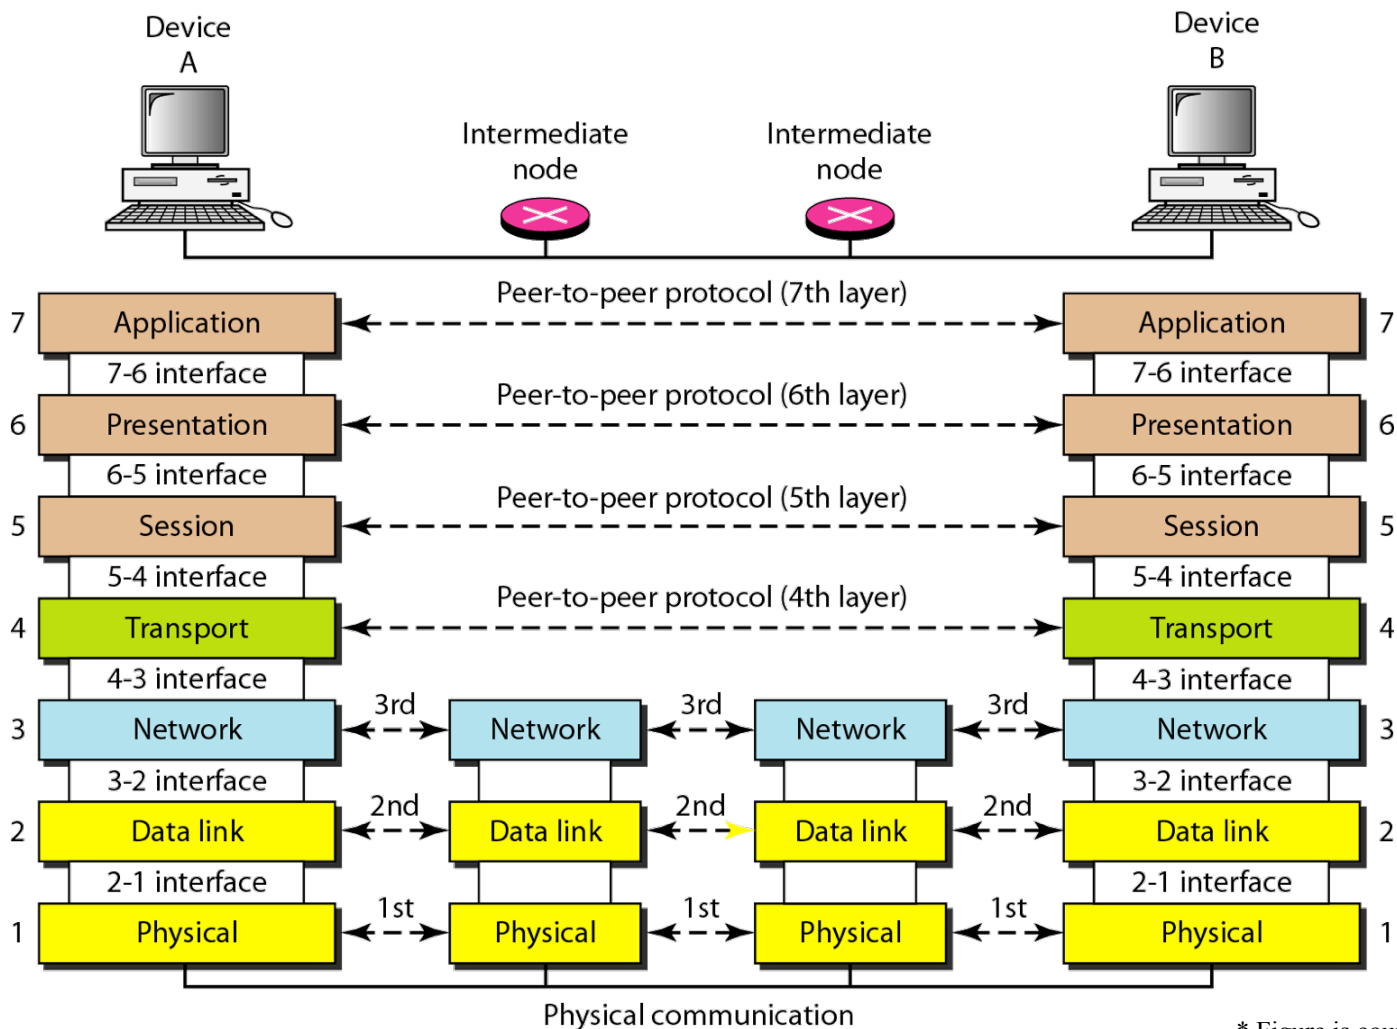 Device
A
Device
B
Intermediate
node
Intermediate
node
Peer-to-peer protocol (7th layer)
7 Application Application 7
7-6 interface 7-6 interface
Peer-to-peer protocol (6th layer)
6 Presentation Presentation 6
6-5 interface 6-5 interface
Peer-to-peer protocol (5th layer)
5 Session Session 5
5-4 interface 5-4 interface
Peer-to-peer protocol (4th layer)
4 Transport Transport 4
4-3 interface 4-3 interface
3rd 3rd 3rd
3 Network Network Network Network 3
3-2 interface 3-2 interface
2nd 2nd 2nd
2 Data link Data link Data link Data link 2
2-1 interface 2-1 interface
1st 1st 1st
1 Physical Physical Physical Physical 1
Physical communication
* Figure is